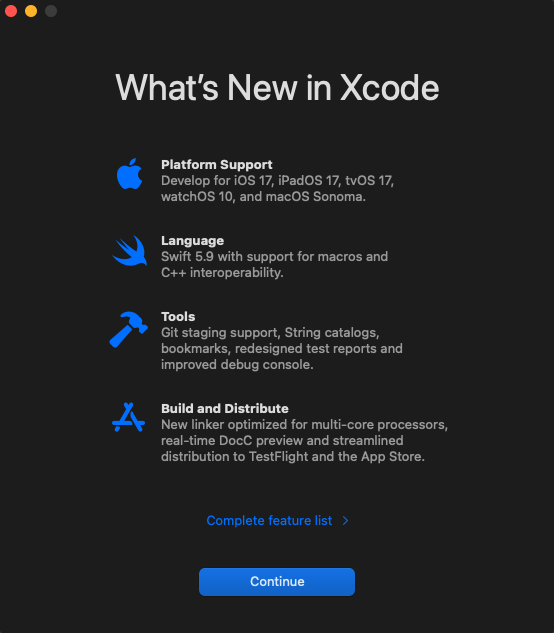 What's New in Xcode
Platform Support
Develop for iOS 17, iPadOS 17, tvOS 17,
watchOS 10, and macOS Sonoma.
Language
Swift 5.9 with support for macros and
C++ interoperability.
Tools
Git staging support, String catalogs,
bookmarks, redesigned test reports and
improved debug console.
Build and Distribute
New linker optimized for multi-core processors,
real-time DocC preview and streamlined
distribution to TestFlight and the App Store.
Complete feature list >
Continue